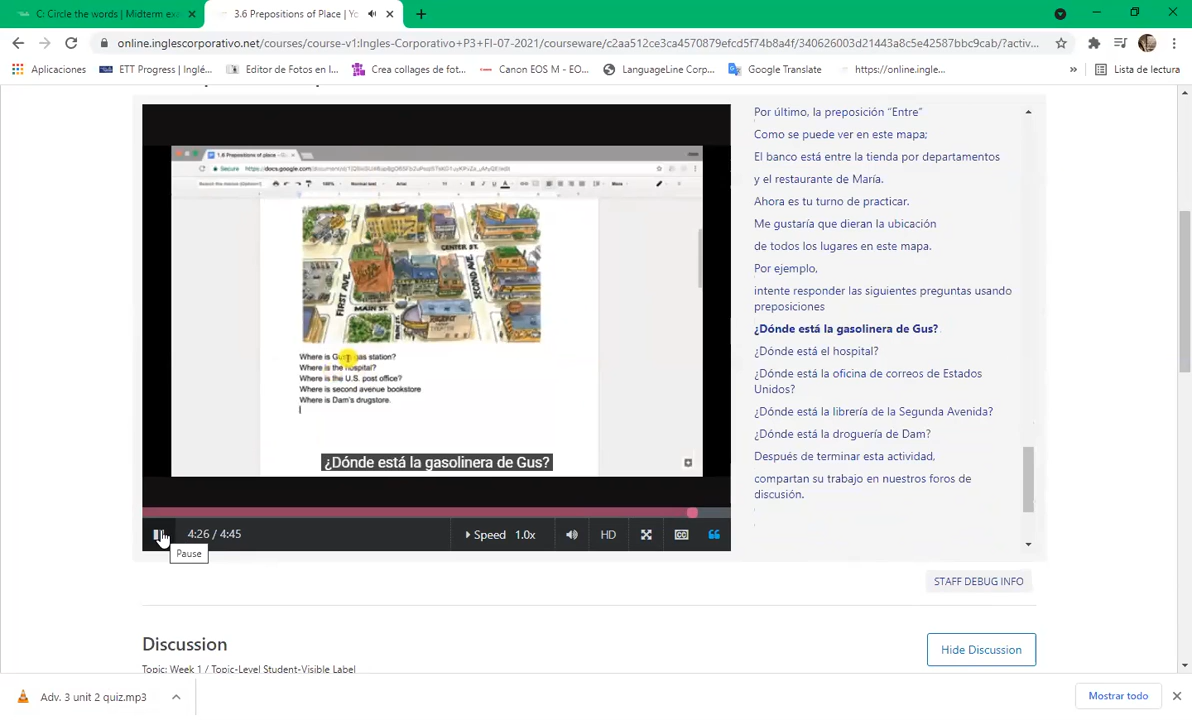 C: Circle the words | Midterm exa
3.6 Prepositions of Place | Yo
online.inglescorporativo.net/courses/course-v1:Ingles-Corporativo+P3+FI-07-2021/courseware/c2aa512ce3ca4570879efcd5f74b8a4f/340626003d21443a8c5e42587bbc9cab/?activ...
Aplicaciones
ETT Progress | Inglé...
Editor de Fotos en l...
Crea collages de fot...
Canon EOS M - EO...
LanguageLine Corp...
Google Translate
https://online.ingle...
»
Lista de lectura
1.6 Prepositions of place
Secure
100%
Normal text
Arial
More
CENTER ST.
FIRST AVE.
SECOND AVE.
MAIN ST.
Where is Gus's gas station?
Where is the hospital?
Where is the U.S. post office?
Where is second avenue bookstore
Where is Dam's drugstore.
¿Dónde está la gasolinera de Gus?
4:26 / 4:45
Speed 1.0x
HD
Pause
Por último, la preposición “Entre”
Como se puede ver en este mapa;
El banco está entre la tienda por departamentos
y el restaurante de María.
Ahora es tu turno de practicar.
Me gustaría que dieran la ubicación
de todos los lugares en este mapa.
Por ejemplo,
intente responder las siguientes preguntas usando
preposiciones
¿Dónde está la gasolinera de Gus?
¿Dónde está el hospital?
¿Dónde está la oficina de correos de Estados
Unidos?
¿Dónde está la librería de la Segunda Avenida?
¿Dónde está la droguería de Dam?
Después de terminar esta actividad,
compartan su trabajo en nuestros foros de
discusión.
STAFF DEBUG INFO
Discussion
Hide Discussion
Topic: Week 1 / Topic-Level Student-Visible Label
Adv. 3 unit 2 quiz.mp3
Mostrar todo